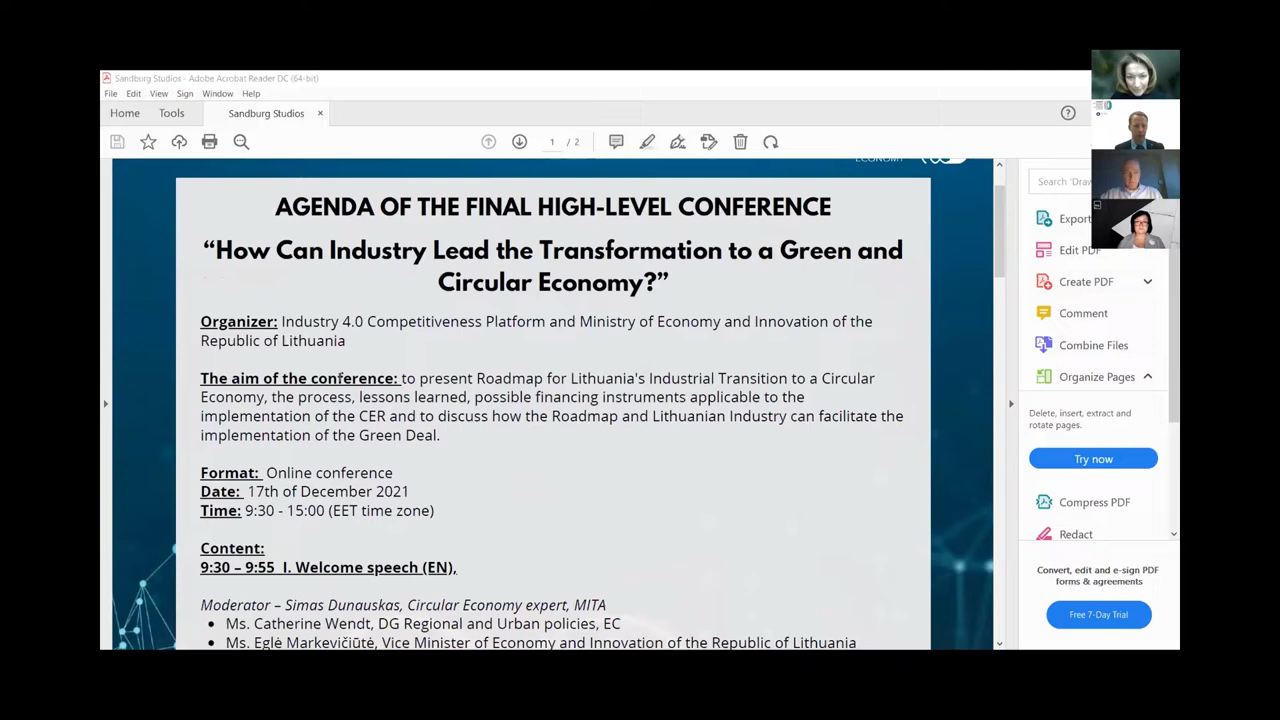 Sandburg Studios - Adobe Acrobat Reader DC (64-bit)
File Edit View Sign Window Help
Home Tools Sandburg Studios ×
1 / 2
ECONOMY
AGENDA OF THE FINAL HIGH-LEVEL CONFERENCE
“How Can Industry Lead the Transformation to a Green and
Circular Economy?”
Organizer: Industry 4.0 Competitiveness Platform and Ministry of Economy and Innovation of the
Republic of Lithuania
The aim of the conference: to present Roadmap for Lithuania's Industrial Transition to a Circular
Economy, the process, lessons learned, possible financing instruments applicable to the
implementation of the CER and to discuss how the Roadmap and Lithuanian Industry can facilitate the
implementation of the Green Deal.
Format: Online conference
Date: 17th of December 2021
Time: 9:30 - 15:00 (EET time zone)
Content:
9:30 – 9:55 I. Welcome speech (EN),
Moderator – Simas Dunauskas, Circular Economy expert, MITA
• Ms. Catherine Wendt, DG Regional and Urban policies, EC
• Ms. Eglė Markevičiūtė, Vice Minister of Economy and Innovation of the Republic of Lithuania
Search 'Draw
Export
Edit PDF
Create PDF
Comment
Combine Files
Organize Pages
Delete, insert, extract and
rotate pages.
Try now
Compress PDF
Redact
Convert, edit and e-sign PDF
forms & agreements
Free 7-Day Trial